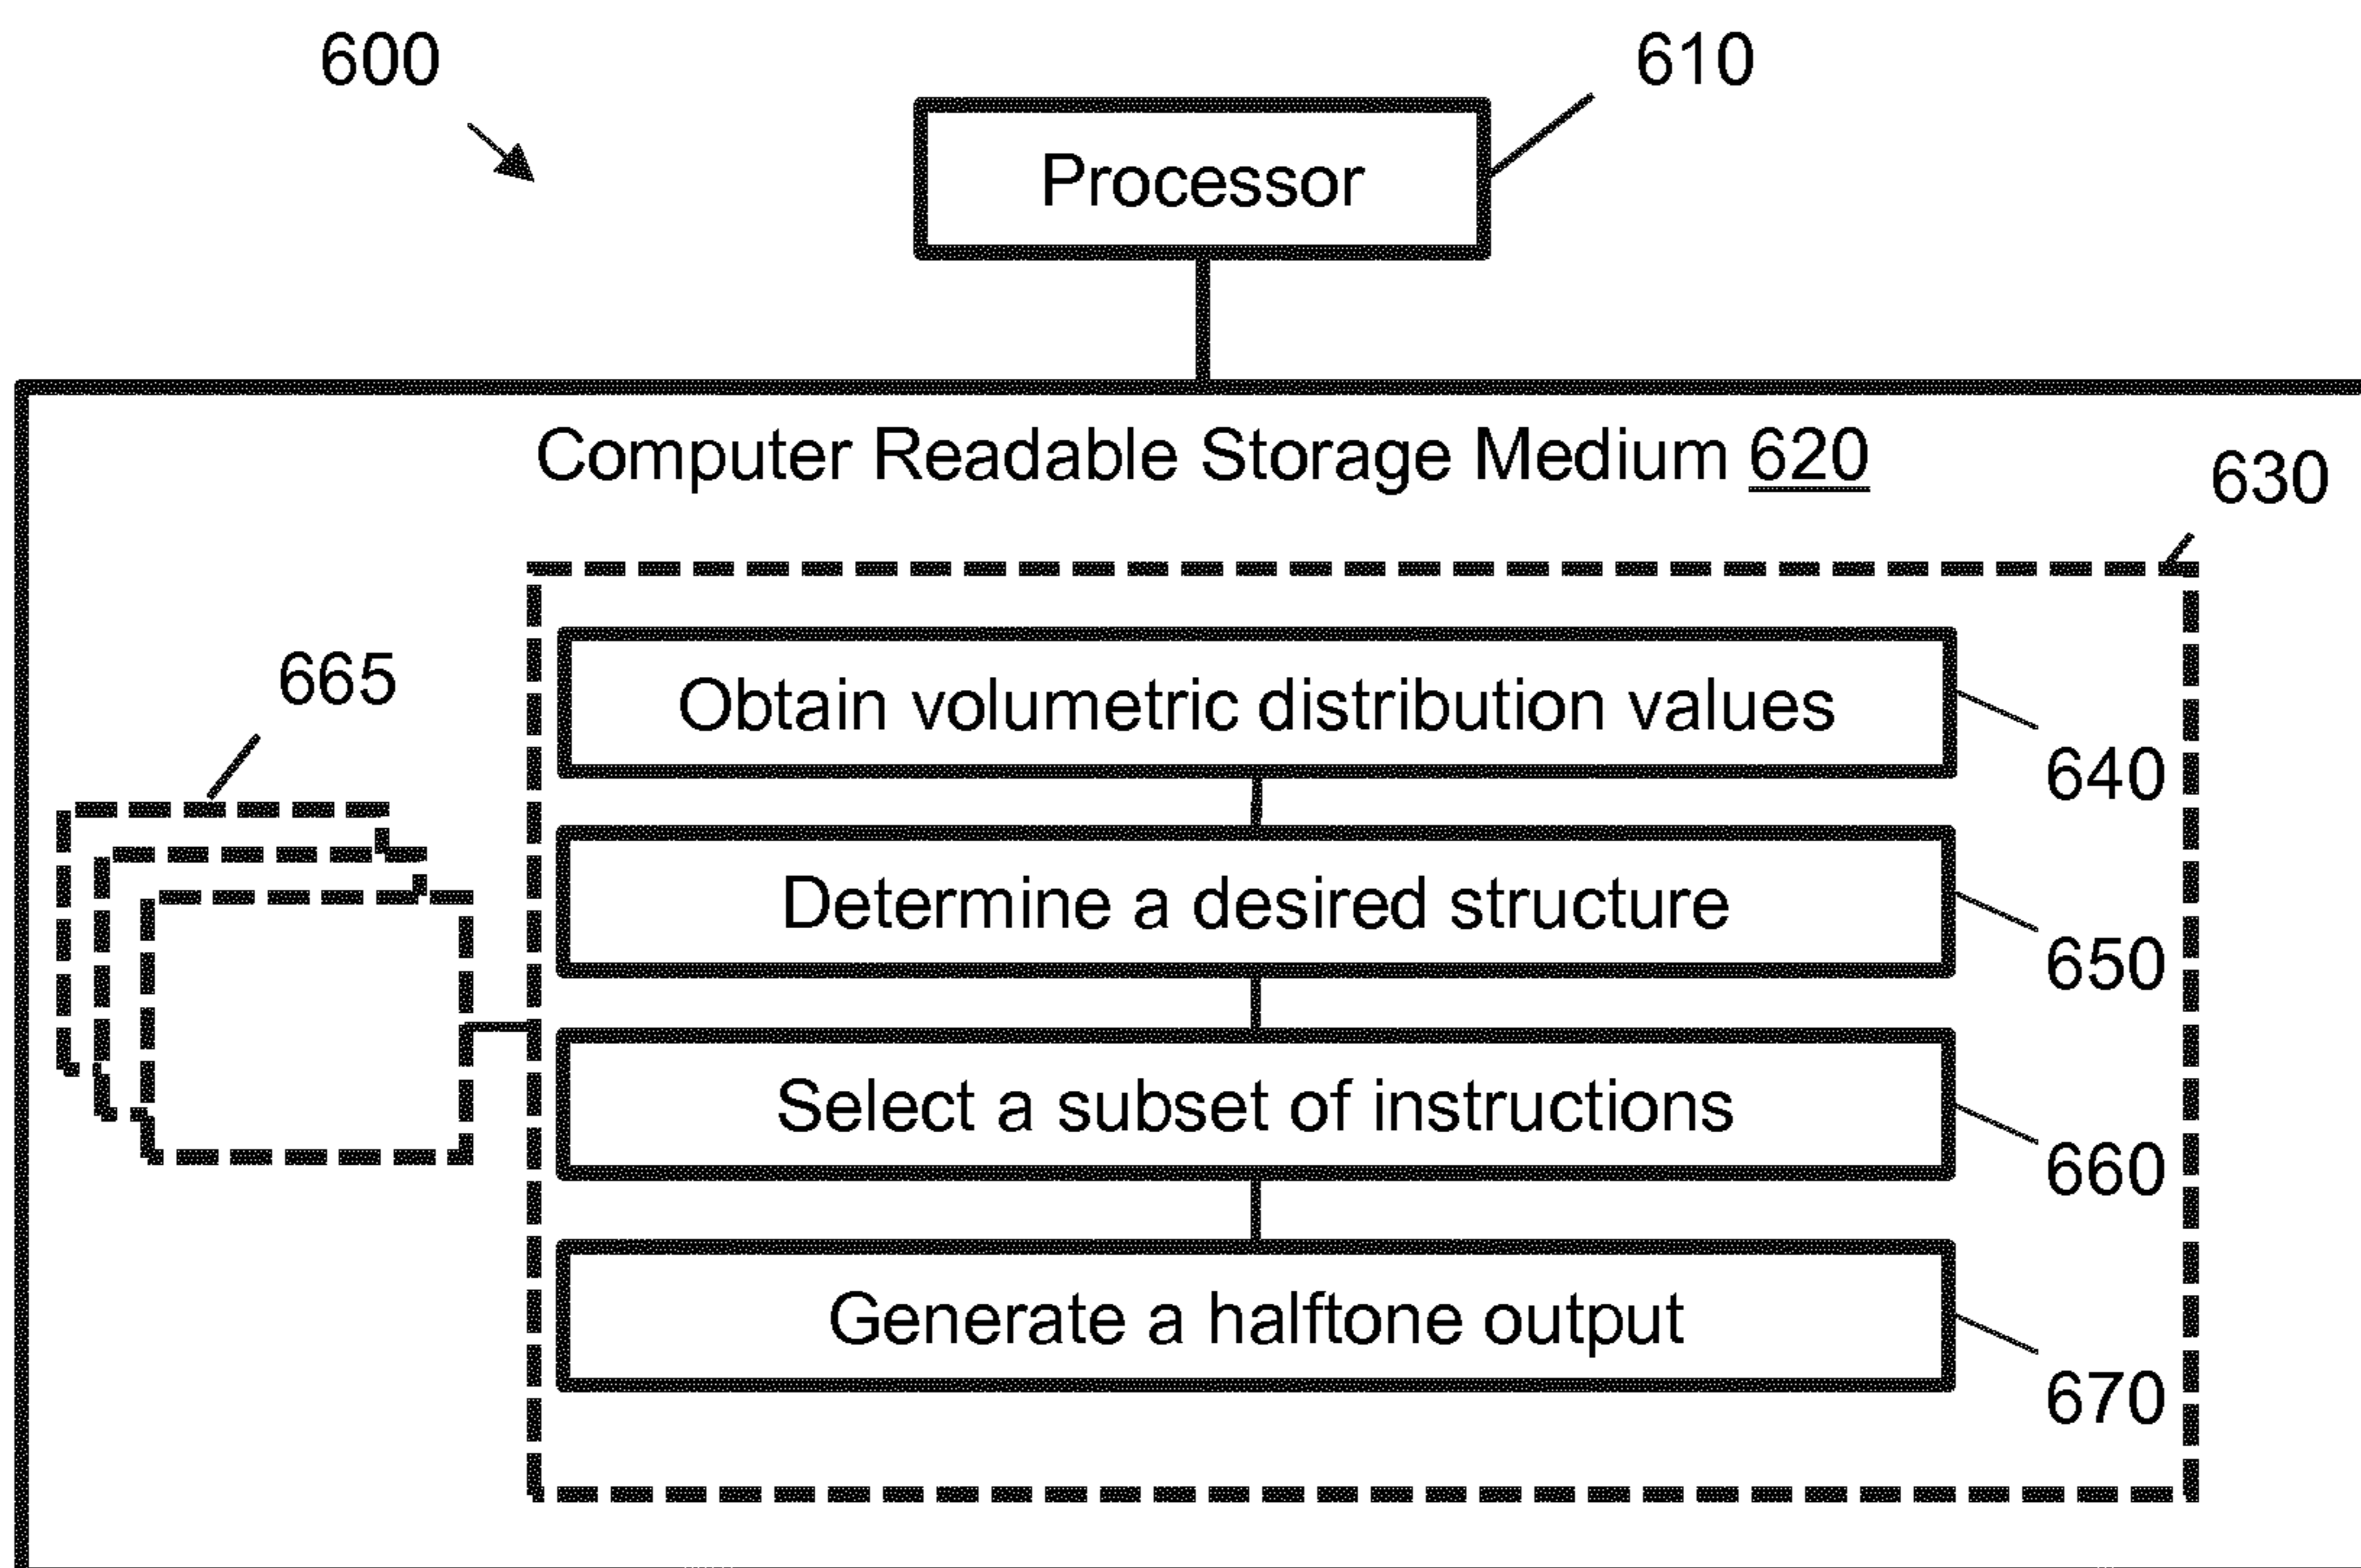 600
610
Processor
Computer Readable Storage Medium 620
630
665
Obtain volumetric distribution values
640
Determine a desired structure
650
Select a subset of instructions
660
Generate a halftone output
670